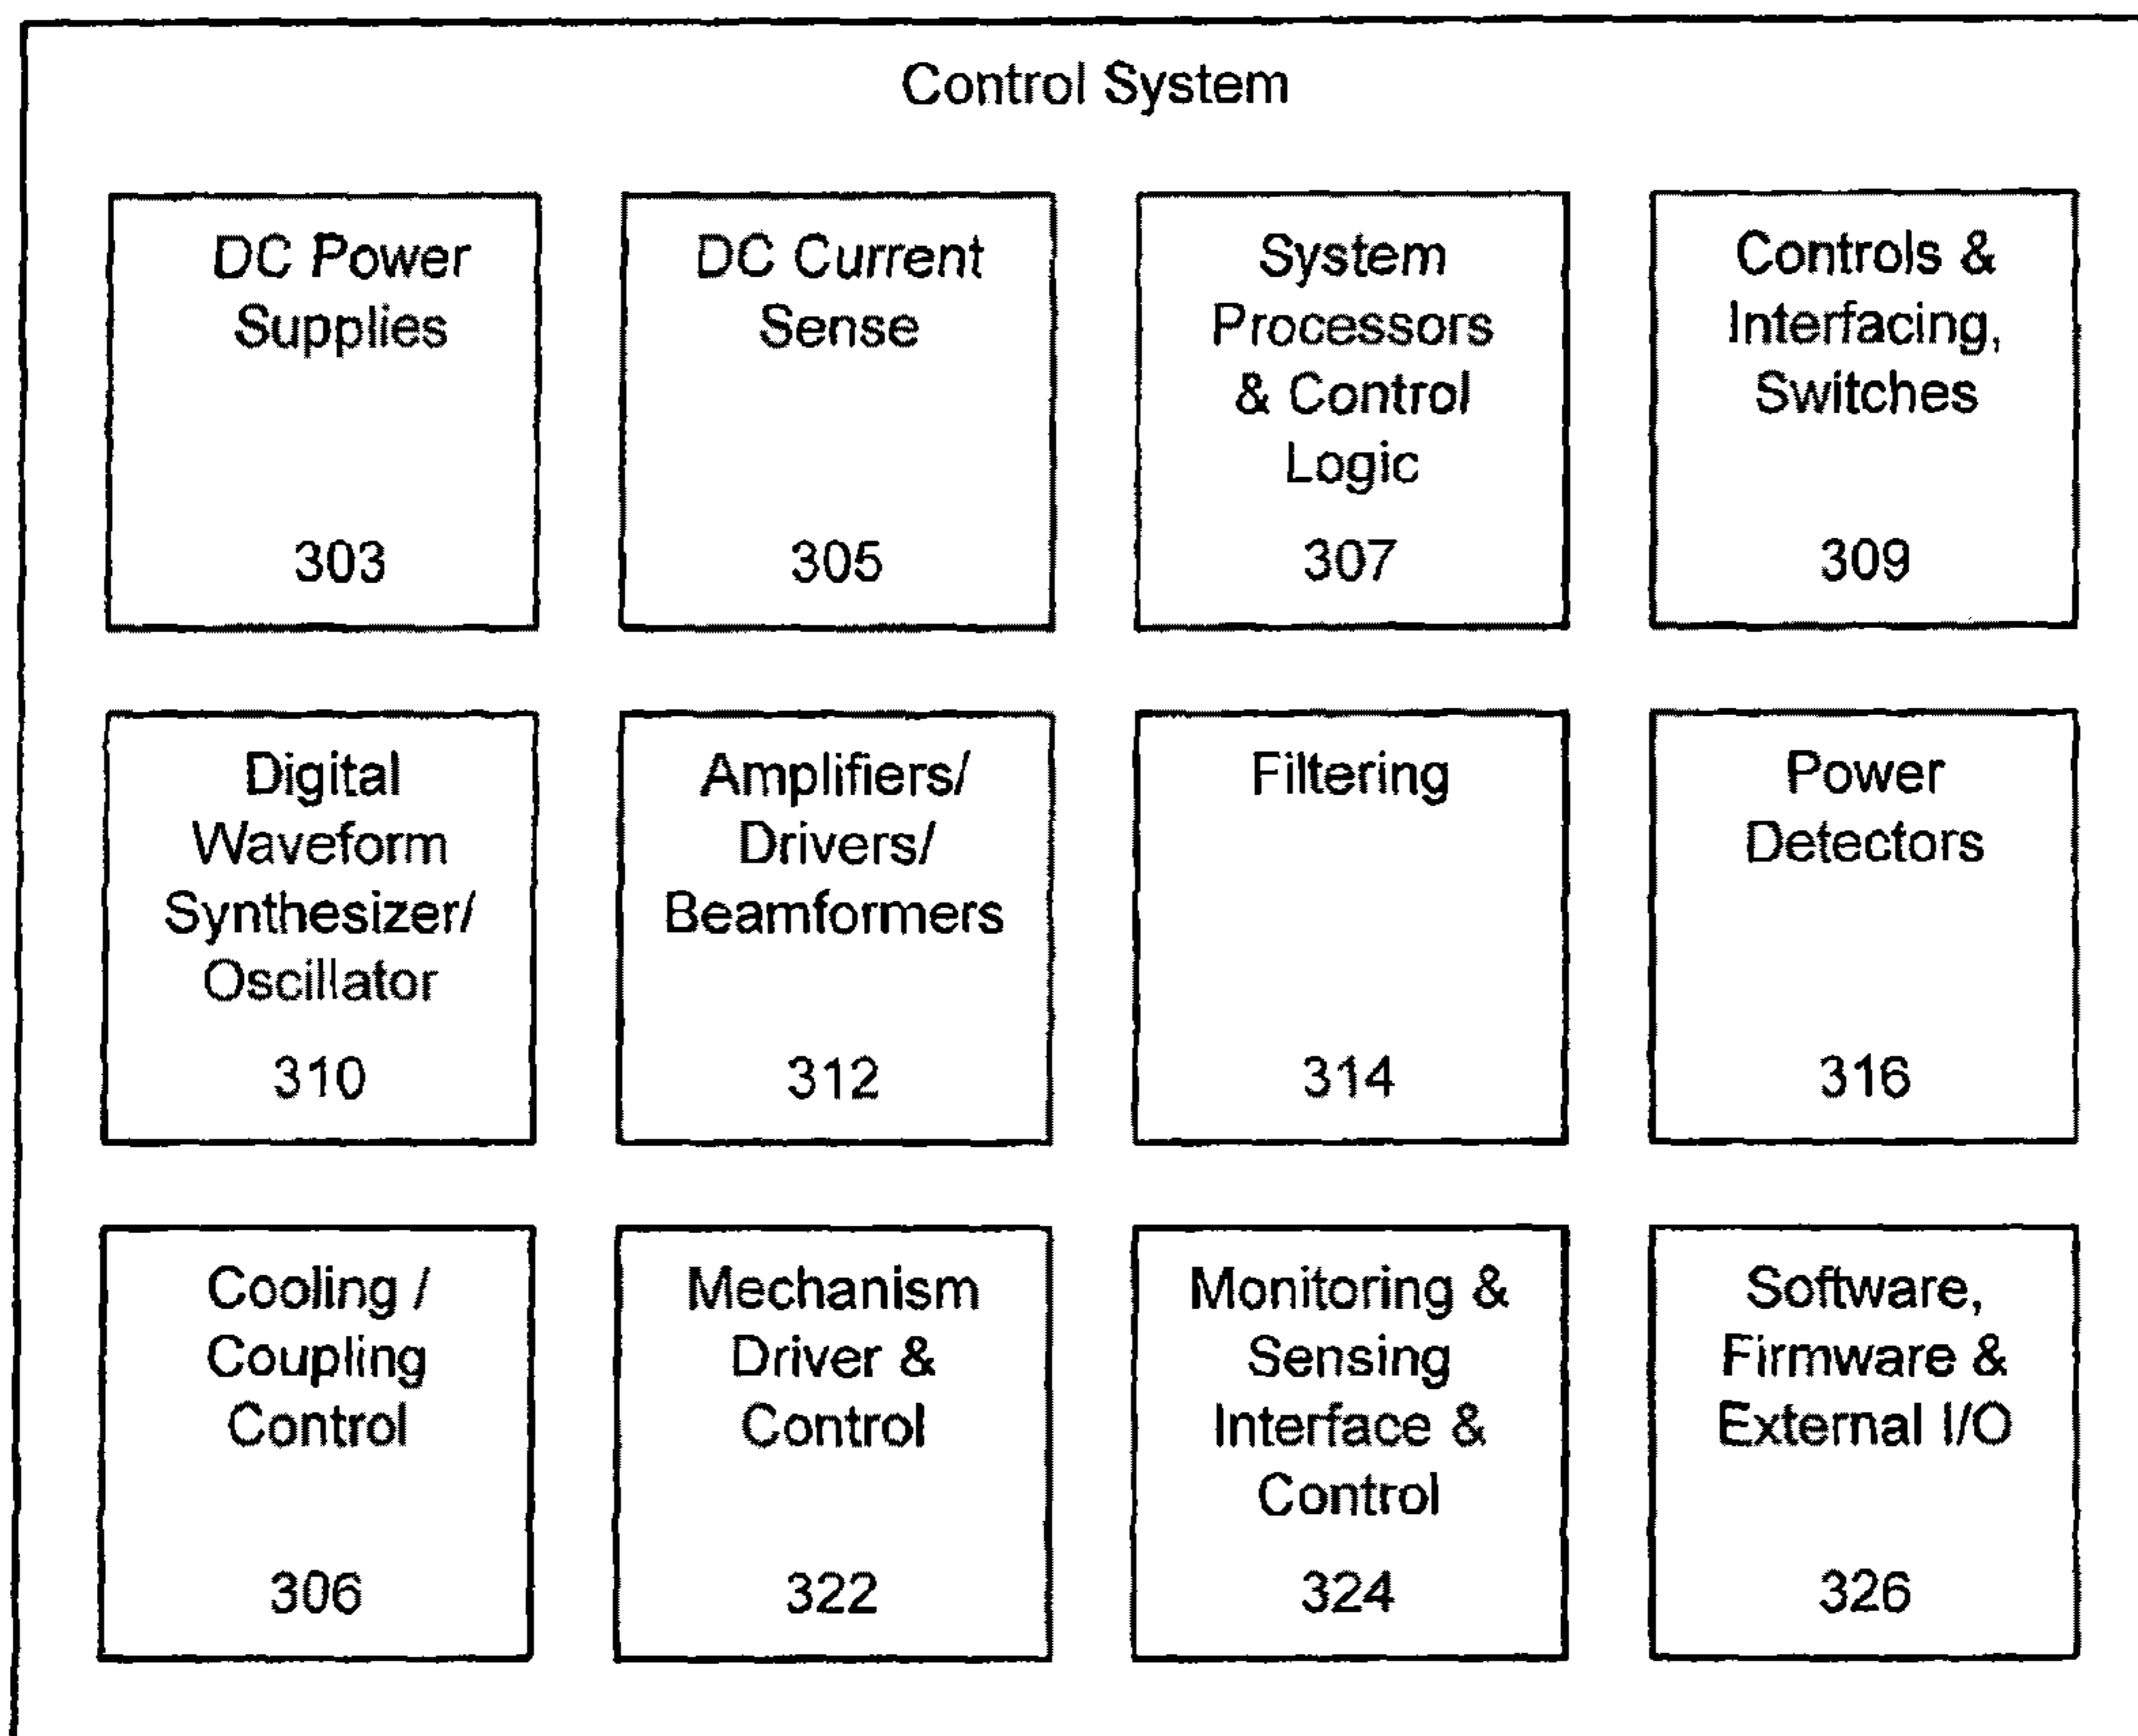 Control System
DC Power
Supplies
303
DC Current
Sense
305
System
Processors
& Control
Logic
307
Controls &
Interfacing,
Switches
309
Digital
Waveform
Synthesizer/
Oscillator
310
Amplifiers/
Drivers/
Beamformers
312
Filtering
314
Power
Detectors
316
Cooling /
Coupling
Control
306
Mechanism
Driver &
Control
322
Monitoring &
Sensing
Interface &
Control
324
Software,
Firmware &
External I/O
326